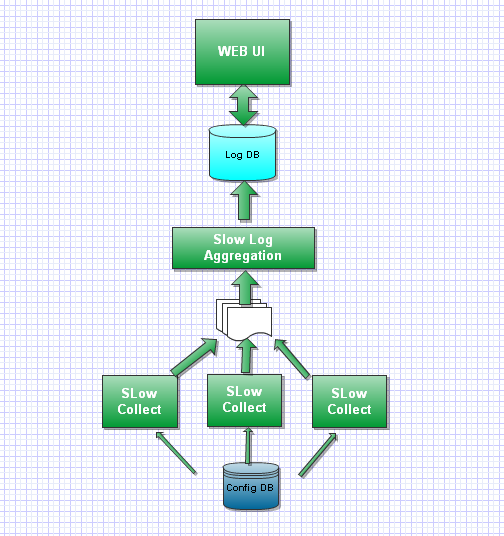 WEB UI
Log DB
Slow Log
Aggregation
SLow
Collect
SLow
Collect
SLow
Collect
Config DB